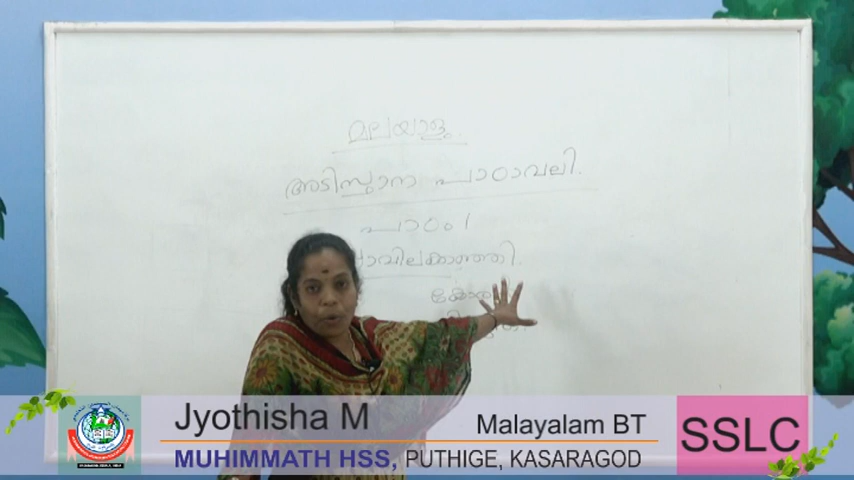 മലയാളം.
അടിസ്ഥാന പാഠാവലി.
പാഠം 1
Jyothisha M
Malayalam BT
MUHIMMATH HSS, PUTHIGE, KASARAGOD
SSLC